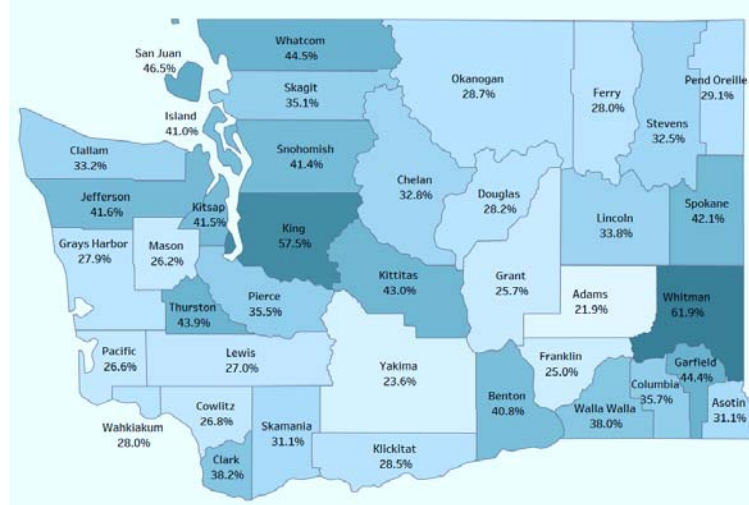 Whatcom
44.5%
San Juan
46.5%
Skagit
35.1%
Okanogan
28.7%
Ferry
28.0%
Pend Oreille
29.1%
Stevens
32.5%
Island
41.0%
Clallam
33.2%
Snohomish
41.4%
Chelan
32.8%
Douglas
28.2%
Jefferson
41.6%
Kitsap
41.5%
King
57.5%
Lincoln
33.8%
Spokane
42.1%
Grays Harbor
27.9%
Mason
26.2%
Kittitas
43.0%
Grant
25.7%
Adams
21.9%
Whitman
61.9%
Thurston
43.9%
Pierce
35.5%
Pacific
26.6%
Lewis
27.0%
Yakima
23.6%
Franklin
25.0%
Garfield
44.4%
Columbia
35.7%
Asotin
31.1%
Benton
40.8%
Walla Walla
38.0%
Wahkiakum
28.0%
Cowlitz
26.8%
Skamania
31.1%
Clark
38.2%
Klickitat
28.5%